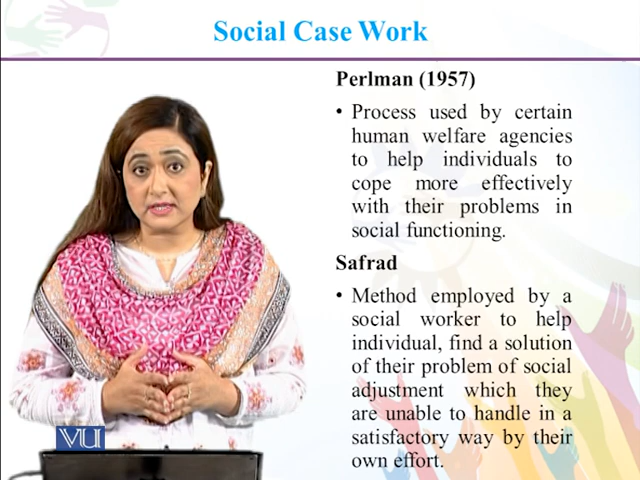 Social Case Work
Perlman (1957)
• Process used by certain
human welfare agencies
to help individuals to
cope more effectively
with their problems in
social functioning.
Safrad
• Method employed by a
social worker to help
individual, find a solution
of their problem of social
adjustment which they
are unable to handle in a
satisfactory way by their
own effort.
VU